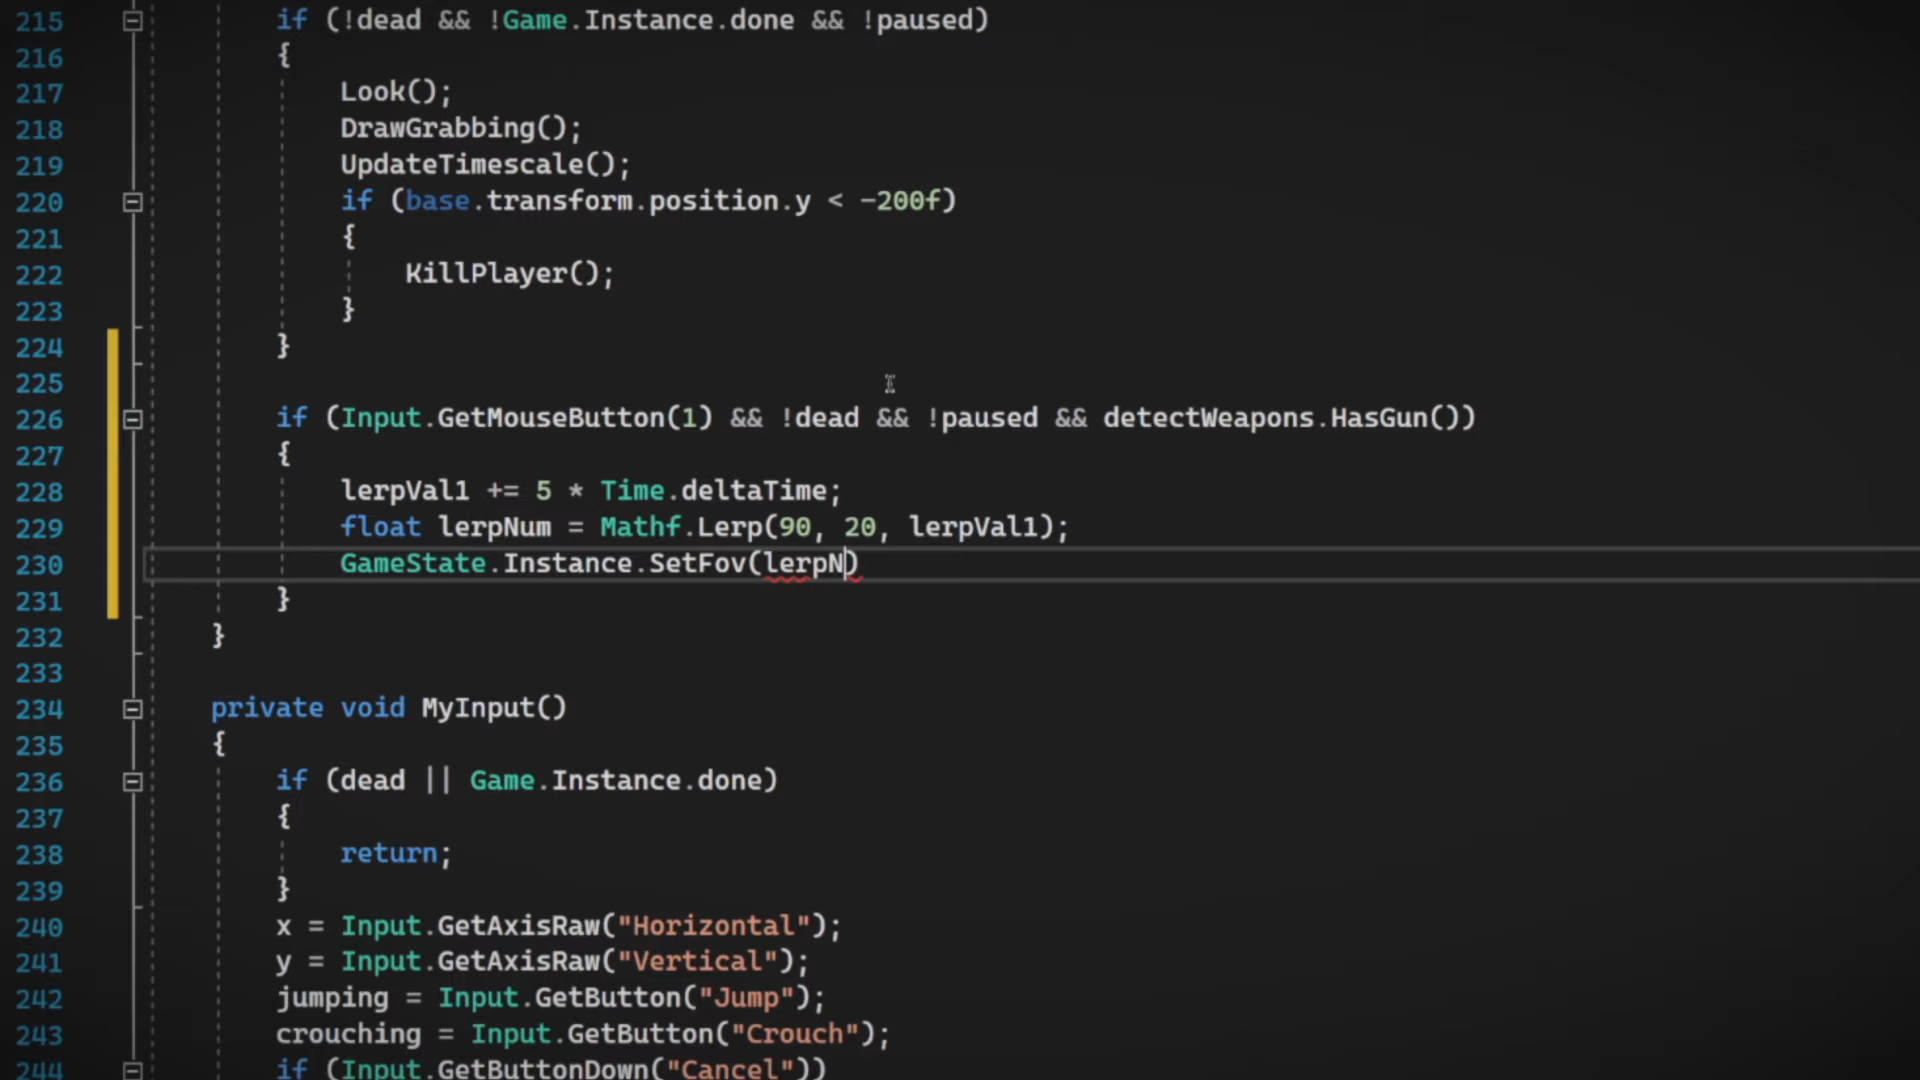 215 if (!dead && !Game.Instance.done && !paused)
216 {
217 Look();
218 DrawGrabbing();
219 UpdateTimescale();
220 if (base.transform.position.y < -200f)
221 {
222 KillPlayer();
223 }
224 }
225
226 if (Input.GetMouseButton(1) && !dead && !paused && detectWeapons.HasGun())
227 {
228 lerpVal1 += 5 * Time.deltaTime;
229 float lerpNum = Mathf.Lerp(90, 20, lerpVal1);
230 GameState.Instance.SetFov(lerpN)
231 }
232 }
233
234 private void MyInput()
235 {
236 if (dead || Game.Instance.done)
237 {
238 return;
239 }
240 x = Input.GetAxisRaw("Horizontal");
241 y = Input.GetAxisRaw("Vertical");
242 jumping = Input.GetButton("Jump");
243 crouching = Input.GetButton("Crouch");
244 if (Input.GetButtonDown("Cancel"))